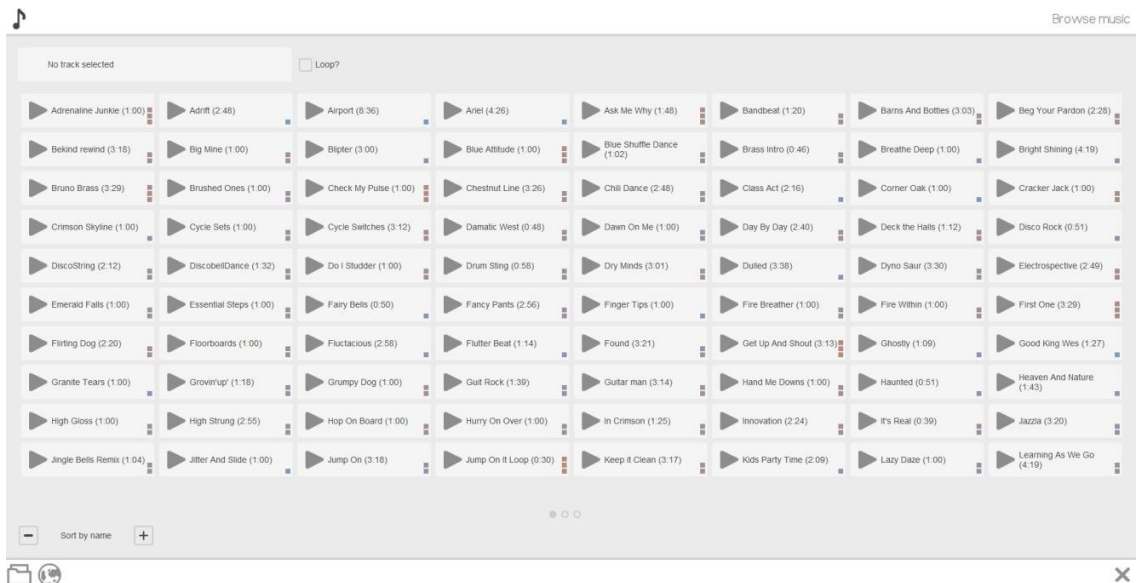 Browse music
No track selected
Loop?
Adrenaline Junkie (1:00)
Adrift (2:48)
Airport (8:36)
Ariel (4:26)
Ask Me Why (1:48)
Bandbeat (1:20)
Barns And Bottles (3:03)
Beg Your Pardon (2:28)
Bekind rewind (3:18)
Big Mine (1:00)
Blipter (3:00)
Blue Attitude (1:00)
Blue Shuffle Dance
(1:02)
Brass Intro (0:46)
Breathe Deep (1:00)
Bright Shining (4:19)
Bruno Brass (3:29)
Brushed Ones (1:00)
Check My Pulse (1:00)
Chestnut Line (3:26)
Chili Dance (2:48)
Class Act (2:16)
Corner Oak (1:00)
Cracker Jack (1:00)
Crimson Skyline (1:00)
Cycle Sets (1:00)
Cycle Switches (3:12)
Damatic West (0:48)
Dawn On Me (1:00)
Day By Day (2:40)
Deck the Halls (1:12)
Disco Rock (0:51)
DiscoString (2:12)
DiscobellDance (1:32)
Do I Studder (1:00)
Drum Sting (0:58)
Dry Minds (3:01)
Dulled (3:38)
Dyno Saur (3:30)
Electrospective (2:49)
Emerald Falls (1:00)
Essential Steps (1:00)
Fairy Bells (0:50)
Fancy Pants (2:56)
Finger Tips (1:00)
Fire Breather (1:00)
Fire Within (1:00)
First One (3:29)
Flirting Dog (2:20)
Floorboards (1:00)
Fluctacious (2:58)
Flutter Beat (1:14)
Found (3:21)
Get Up And Shout (3:13)
Ghostly (1:09)
Good King Wes (1:27)
Granite Tears (1:00)
Grovin'up' (1:18)
Grumpy Dog (1:00)
Guit Rock (1:39)
Guitar man (3:14)
Hand Me Downs (1:00)
Haunted (0:51)
Heaven And Nature
(1:43)
High Gloss (1:00)
High Strung (2:55)
Hop On Board (1:00)
Hurry On Over (1:00)
In Crimson (1:25)
Innovation (2:24)
It's Real (0:39)
Jazzla (3:20)
Jingle Bells Remix (1:04)
Jitter And Slide (1:00)
Jump On (3:18)
Jump On It Loop (0:30)
Keep it Clean (3:17)
Kids Party Time (2:09)
Lazy Daze (1:00)
Learning As We Go
(4:19)
Sort by name